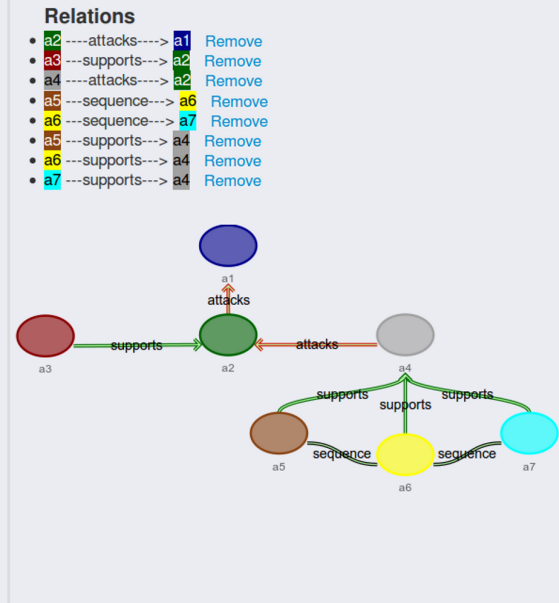 Relations
a2 ----attacks----> a1 Remove
a3 ---supports---> a2 Remove
a4 ----attacks----> a2 Remove
a5 ---sequence---> a6 Remove
a6 ---sequence---> a7 Remove
a5 ---supports---> a4 Remove
a6 ---supports---> a4 Remove
a7 ---supports---> a4 Remove
a1
attacks
supports attacks
a3 a2 a4
supports supports supports
sequence sequence
a5 a6 a7